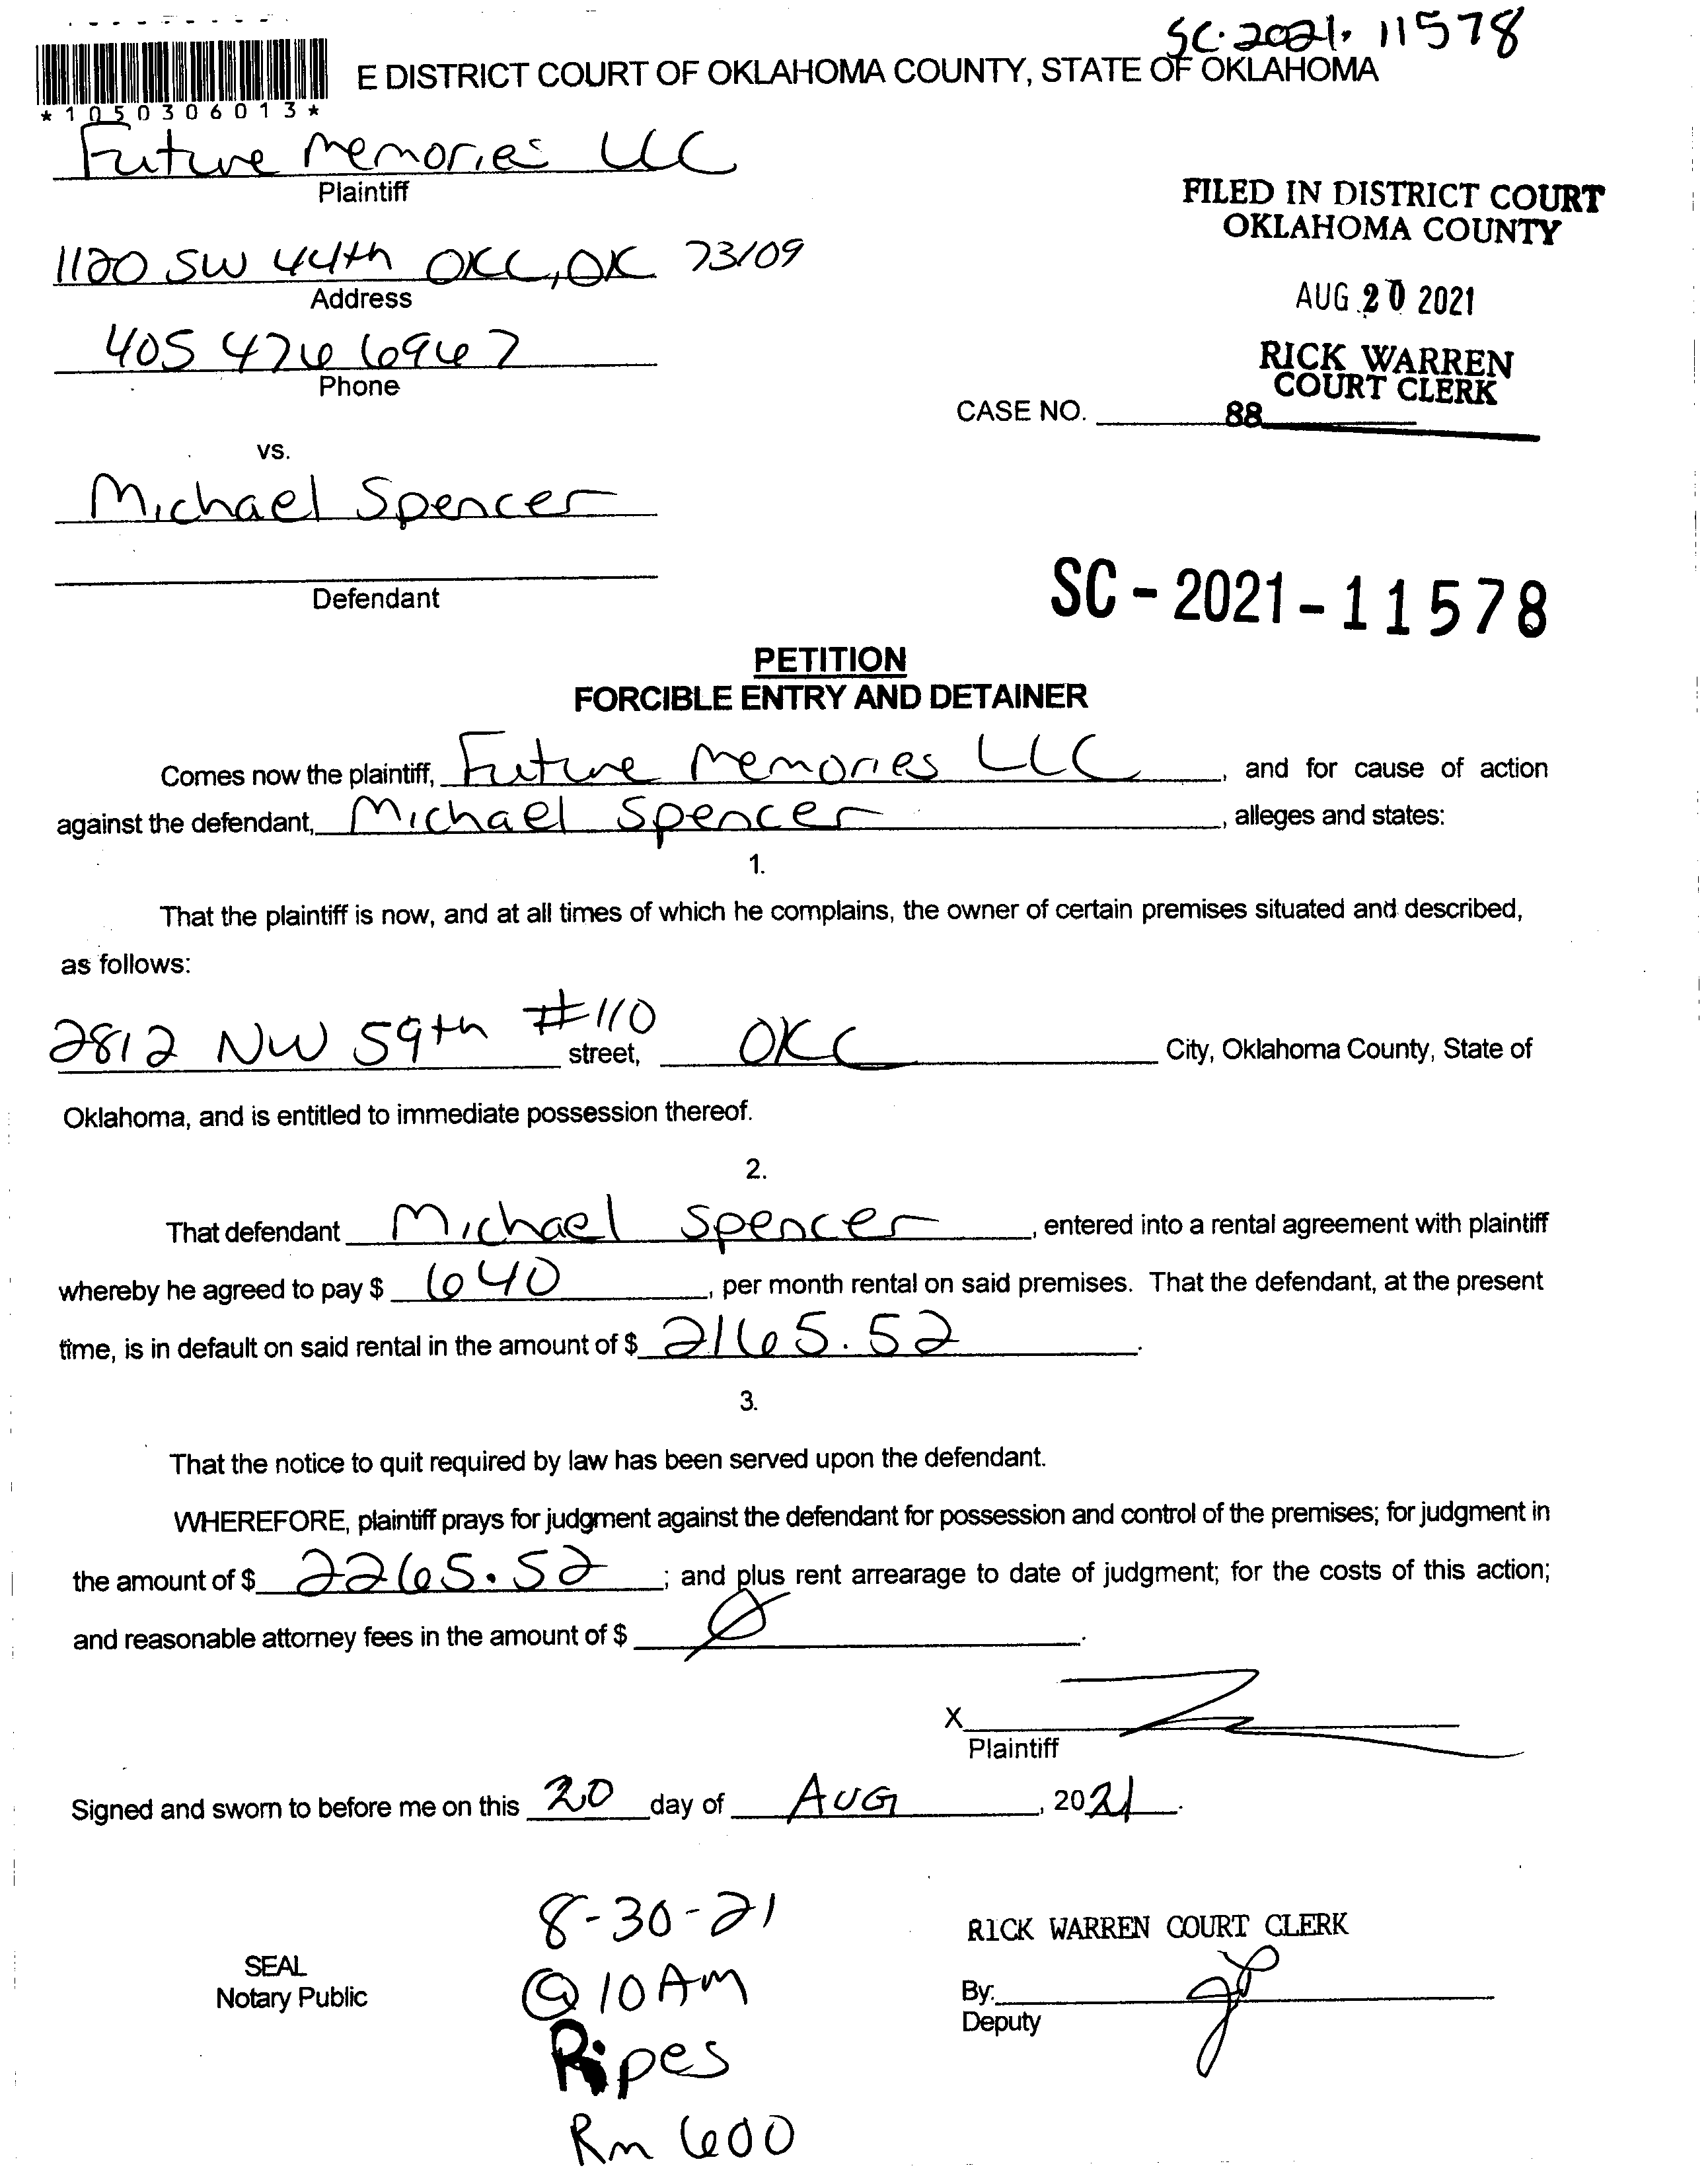 SC-2021-11578
E DISTRICT COURT OF OKLAHOMA COUNTY, STATE OF OKLAHOMA
*1050306013*
Future Memories LLC
Plaintiff
1120 SW 44th OKC, OK 73109
Address
405 476 6967
Phone
FILED IN DISTRICT COURT
OKLAHOMA COUNTY
AUG 20 2021
RICK WARREN
COURT CLERK
CASE NO. 88
vs.
Michael Spencer
Defendant
SC-2021-11578
PETITION
FORCIBLE ENTRY AND DETAINER
Comes now the plaintiff, Future Memories LLC, and for cause of action
against the defendant, Michael Spencer, alleges and states:
1.
That the plaintiff is now, and at all times of which he complains, the owner of certain premises situated and described,
as follows:
2812 NW 59th #110 street, OKC City, Oklahoma County, State of
Oklahoma, and is entitled to immediate possession thereof.
2.
That defendant Michael Spencer, entered into a rental agreement with plaintiff
whereby he agreed to pay $ 640, per month rental on said premises. That the defendant, at the present
time, is in default on said rental in the amount of $ 2165.52.
3.
That the notice to quit required by law has been served upon the defendant.
WHEREFORE, plaintiff prays for judgment against the defendant for possession and control of the premises; for judgment in
the amount of $ 2265.52; and plus rent arrearage to date of judgment; for the costs of this action;
and reasonable attorney fees in the amount of $ Ø.
X
Plaintiff
Signed and sworn to before me on this 20 day of AUG, 2021.
8-30-21
@ 10 AM
Ripes
Rm 600
SEAL
Notary Public
RICK WARREN COURT CLERK
By:
Deputy